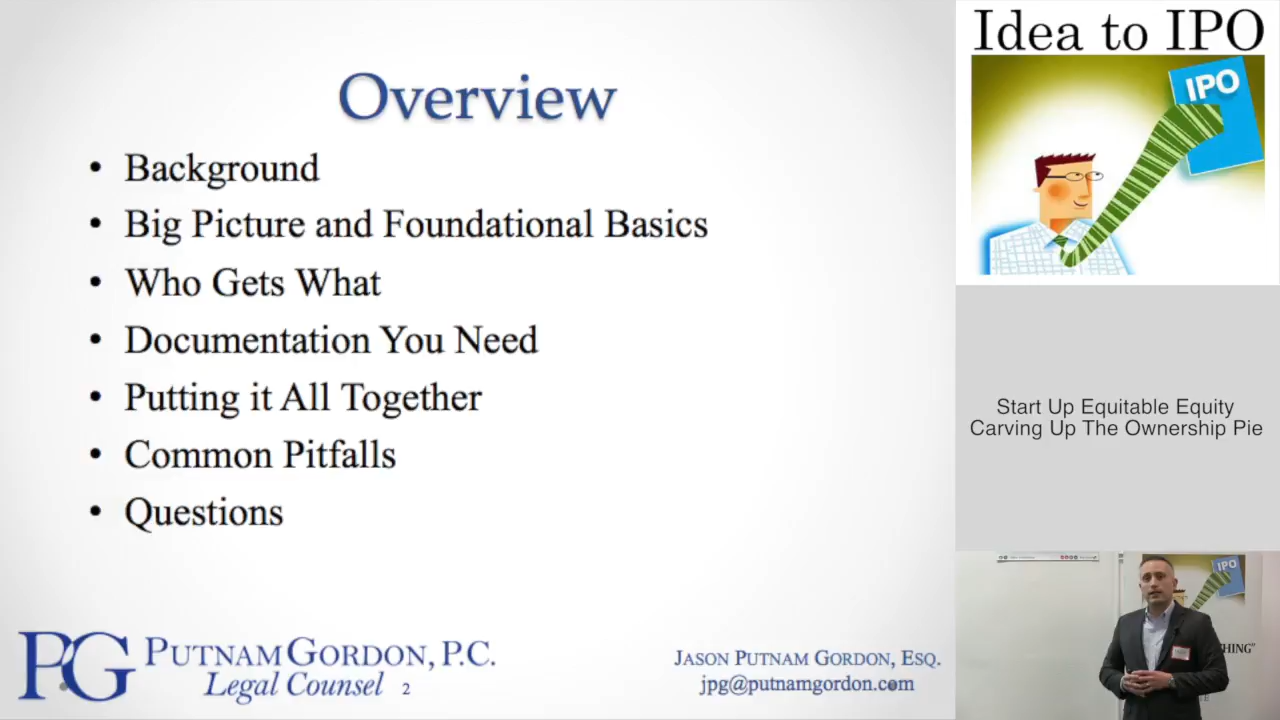 Overview
• Background
• Big Picture and Foundational Basics
• Who Gets What
• Documentation You Need
• Putting it All Together
• Common Pitfalls
• Questions
PG
PUTNAM GORDON, P.C.
Legal Counsel
2
JASON PUTNAM GORDON, ESQ.
jpg@putnamgordon.com
Idea to IPO
IPO
Start Up Equitable Equity
Carving Up The Ownership Pie
IPO